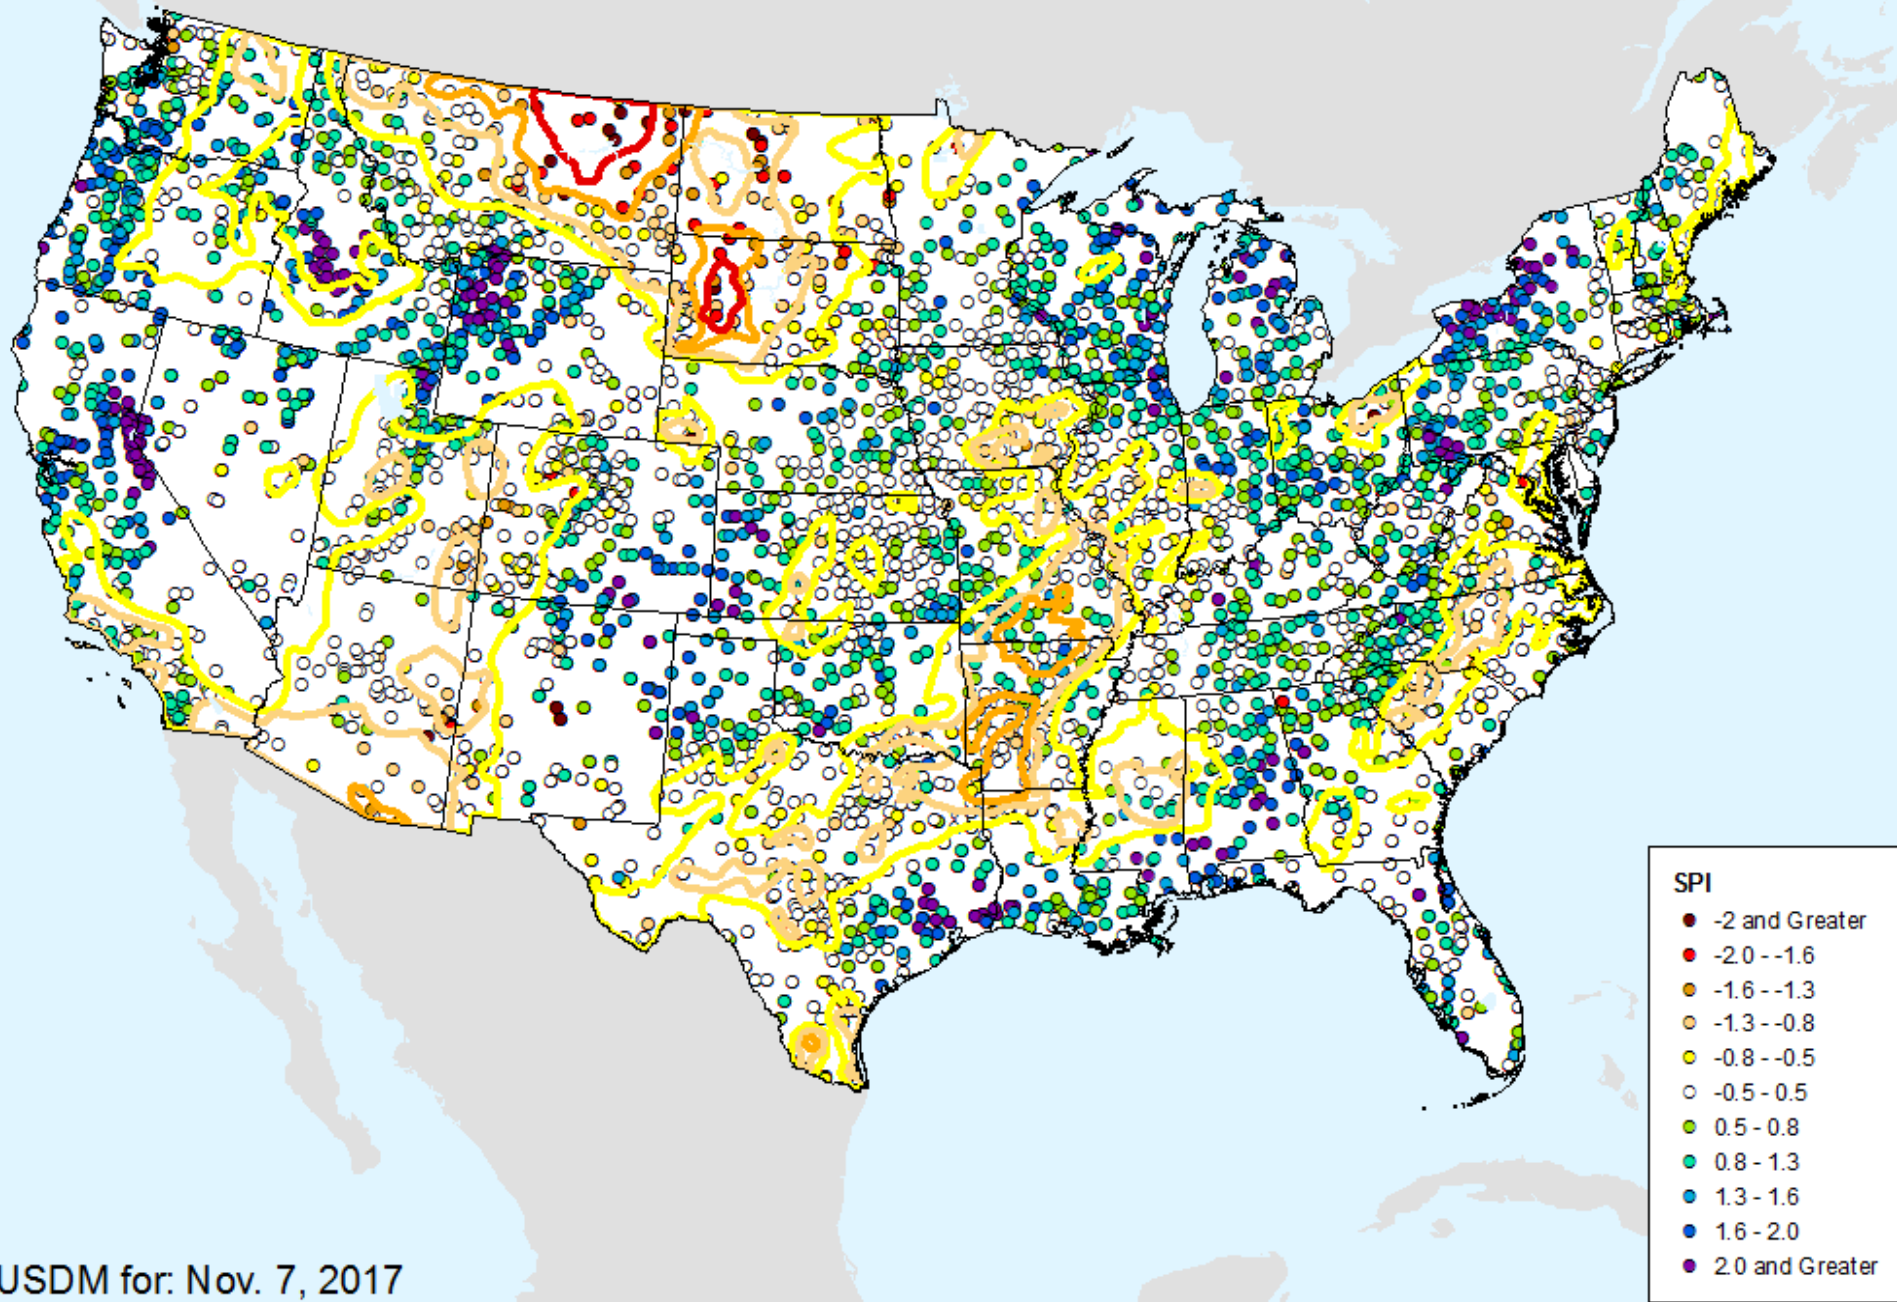 SPI
-2 and Greater
-2.0 - -1.6
-1.6 - -1.3
-1.3 - -0.8
-0.8 - -0.5
-0.5 - 0.5
0.5 - 0.8
0.8 - 1.3
1.3 - 1.6
1.6 - 2.0
2.0 and Greater
USDM for: Nov. 7, 2017